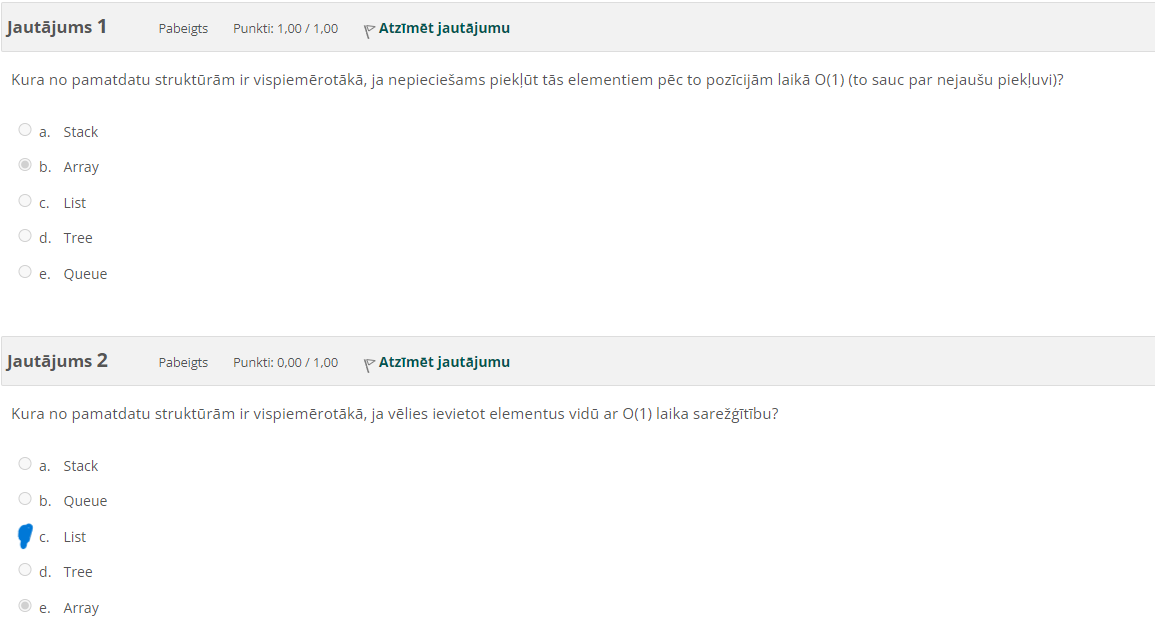 Jautājums 1 Pabeigts Punkti: 1,00 / 1,00 Atzīmēt jautājumu
Kura no pamatdatu struktūrām ir vispiemērotākā, ja nepieciešams piekļūt tās elementiem pēc to pozīcijām laikā O(1) (to sauc par nejaušu piekļuvi)?
a. Stack
b. Array
c. List
d. Tree
e. Queue
Jautājums 2 Pabeigts Punkti: 0,00 / 1,00 Atzīmēt jautājumu
Kura no pamatdatu struktūrām ir vispiemērotākā, ja vēlies ievietot elementus vidū ar O(1) laika sarežģītību?
a. Stack
b. Queue
c. List
d. Tree
e. Array